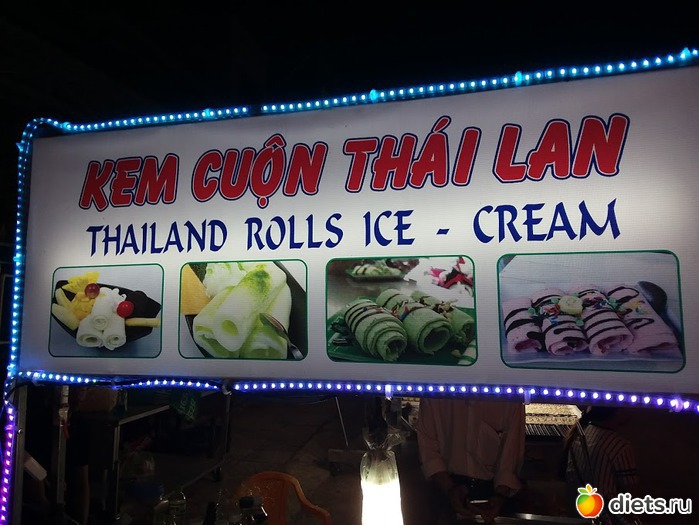 KEM CUỘN THÁI LAN
THAILAND ROLLS ICE - CREAM
diets.ru